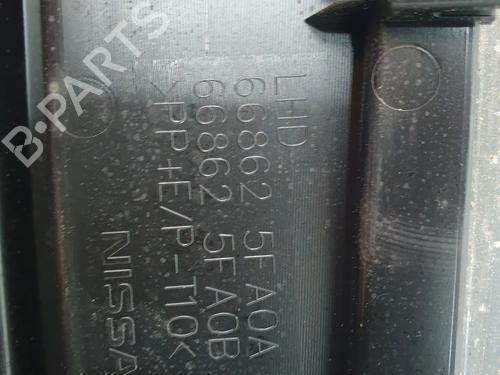 LHD
66862 5FA0A
66862 5FA0B
>PP+E/P-T10<
NISSA
B-PARTS